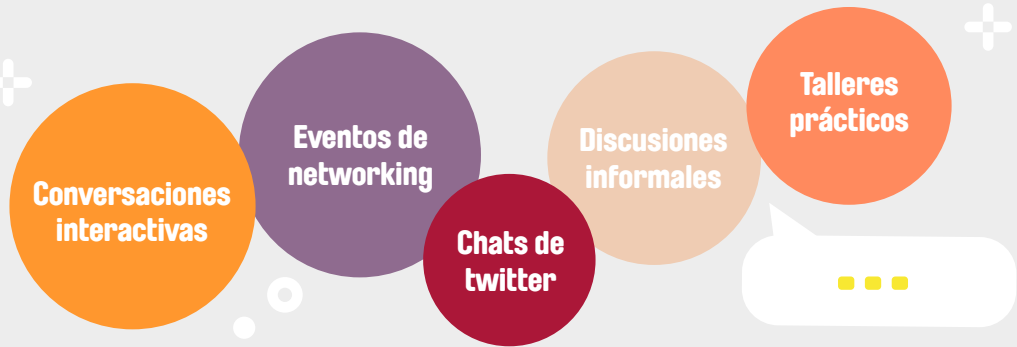 Conversaciones
interactivas
Eventos de
networking
Chats de
twitter
Discusiones
informales
Talleres
prácticos